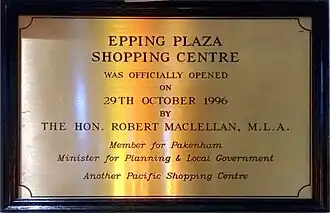 EPPING PLAZA
SHOPPING CENTRE
WAS OFFICIALLY OPENED
ON
29TH OCTOBER 1996
BY
THE HON. ROBERT MACLELLAN, M.L.A.
Member for Pakenham
Minister for Planning & Local Government
Another Pacific Shopping Centre